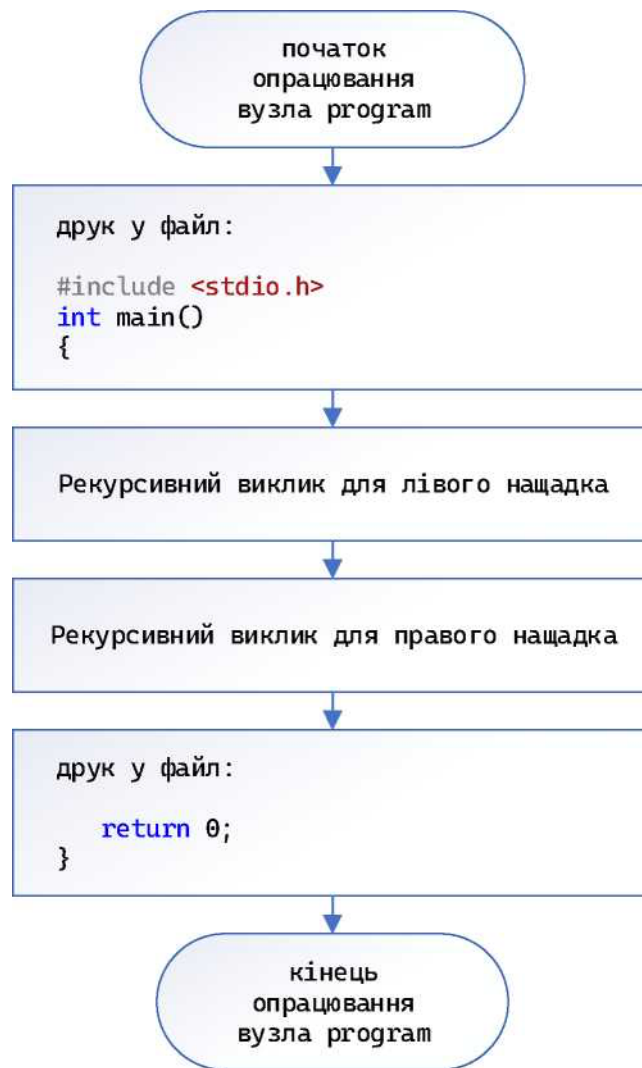 початок
опрацювання
вузла program
друк у файл:
#include <stdio.h>
int main()
{
Рекурсивний виклик для лівого нащадка
Рекурсивний виклик для правого нащадка
друк у файл:
return 0;
}
кінець
опрацювання
вузла program